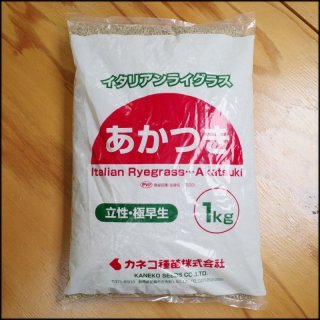 イタリアンライグラス
あかつき
Italian Ryegrass…Akatsuki
PVP
立性・極早生
1kg
カネコ種苗株式会社
KANEKO SEEDS CO.,LTD.